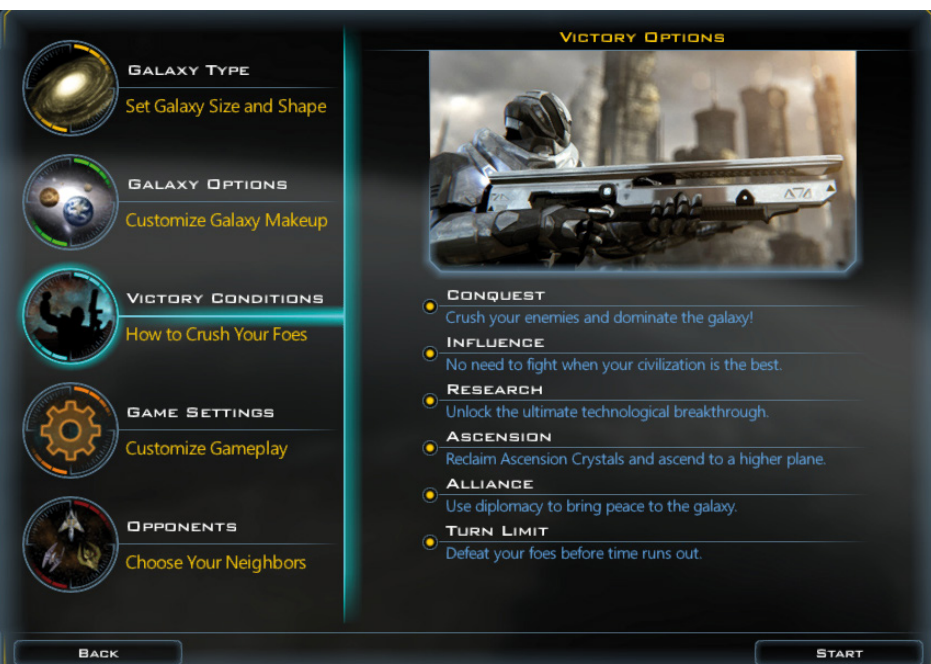 GALAXY TYPE
Set Galaxy Size and Shape
GALAXY OPTIONS
Customize Galaxy Makeup
VICTORY CONDITIONS
How to Crush Your Foes
GAME SETTINGS
Customize Gameplay
OPPONENTS
Choose Your Neighbors
VICTORY OPTIONS
CONQUEST
Crush your enemies and dominate the galaxy!
INFLUENCE
No need to fight when your civilization is the best.
RESEARCH
Unlock the ultimate technological breakthrough.
ASCENSION
Reclaim Ascension Crystals and ascend to a higher plane.
ALLIANCE
Use diplomacy to bring peace to the galaxy.
TURN LIMIT
Defeat your foes before time runs out.
BACK
START